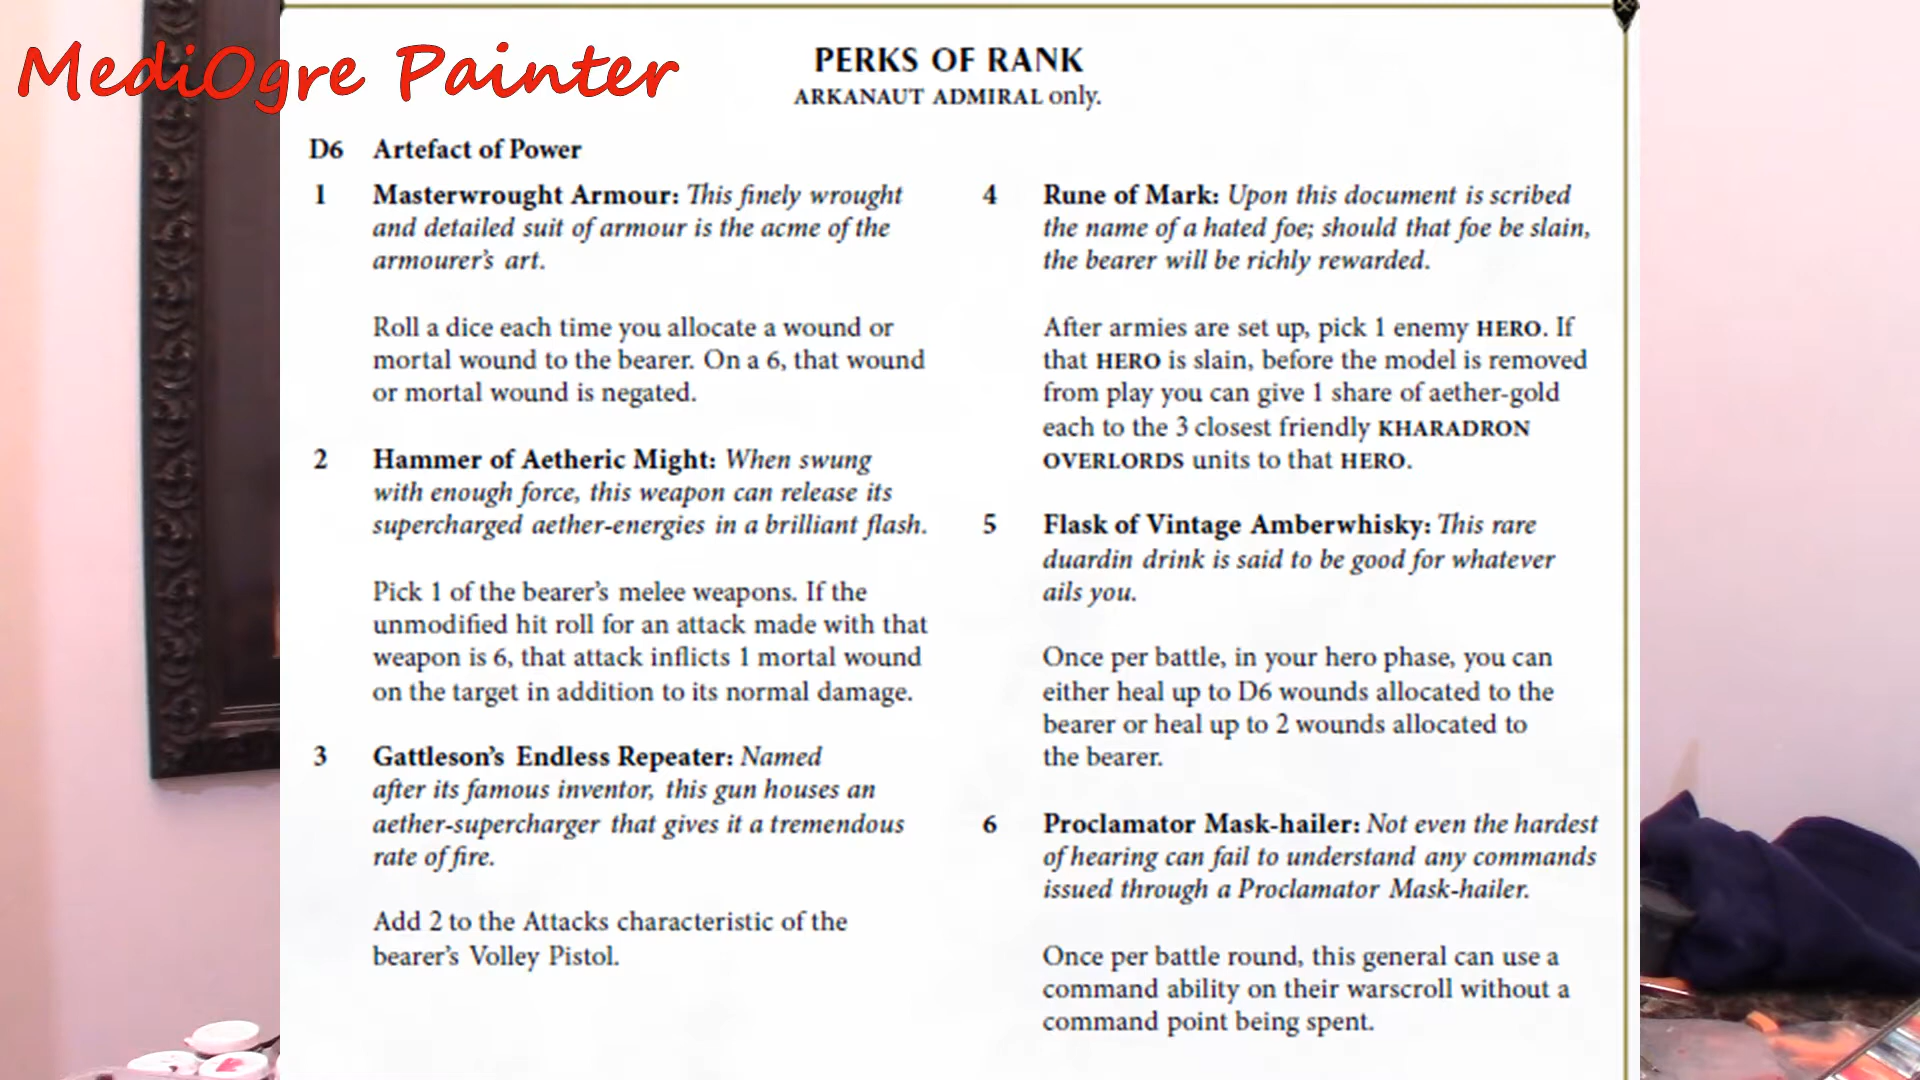 MediOgre Painter
PERKS OF RANK
ARKANAUT ADMIRAL only.
D6 Artefact of Power
1 Masterwrought Armour: This finely wrought
and detailed suit of armour is the acme of the
armourer's art.
Roll a dice each time you allocate a wound or
mortal wound to the bearer. On a 6, that wound
or mortal wound is negated.
2 Hammer of Aetheric Might: When swung
with enough force, this weapon can release its
supercharged aether-energies in a brilliant flash.
Pick 1 of the bearer's melee weapons. If the
unmodified hit roll for an attack made with that
weapon is 6, that attack inflicts 1 mortal wound
on the target in addition to its normal damage.
3 Gattleson's Endless Repeater: Named
after its famous inventor, this gun houses an
aether-supercharger that gives it a tremendous
rate of fire.
Add 2 to the Attacks characteristic of the
bearer's Volley Pistol.
4 Rune of Mark: Upon this document is scribed
the name of a hated foe; should that foe be slain,
the bearer will be richly rewarded.
After armies are set up, pick 1 enemy HERO. If
that HERO is slain, before the model is removed
from play you can give 1 share of aether-gold
each to the 3 closest friendly KHARADRON
OVERLORDS units to that HERO.
5 Flask of Vintage Amberwhisky: This rare
duardin drink is said to be good for whatever
ails you.
Once per battle, in your hero phase, you can
either heal up to D6 wounds allocated to the
bearer or heal up to 2 wounds allocated to
the bearer.
6 Proclamator Mask-hailer: Not even the hardest
of hearing can fail to understand any commands
issued through a Proclamator Mask-hailer.
Once per battle round, this general can use a
command ability on their warscroll without a
command point being spent.